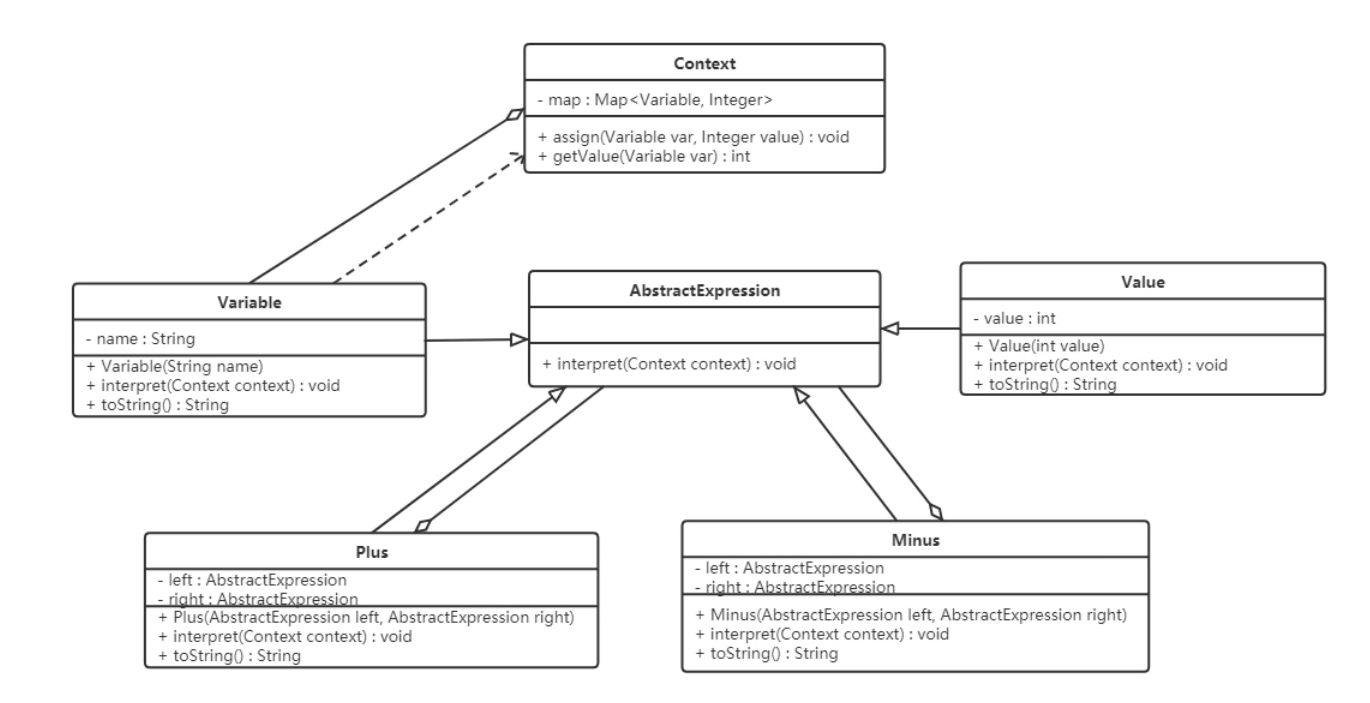 Context
- map : Map<Variable, Integer>
+ assign(Variable var, Integer value) : void
+ getValue(Variable var) : int
Variable
- name : String
+ Variable(String name)
+ interpret(Context context) : void
+ toString() : String
AbstractExpression
+ interpret(Context context) : void
Value
- value : int
+ Value(int value)
+ interpret(Context context) : void
+ toString() : String
Plus
- left : AbstractExpression
- right : AbstractExpression
+ Plus(AbstractExpression left, AbstractExpression right)
+ interpret(Context context) : void
+ toString() : String
Minus
- left : AbstractExpression
- right : AbstractExpression
+ Minus(AbstractExpression left, AbstractExpression right)
+ interpret(Context context) : void
+ toString() : String